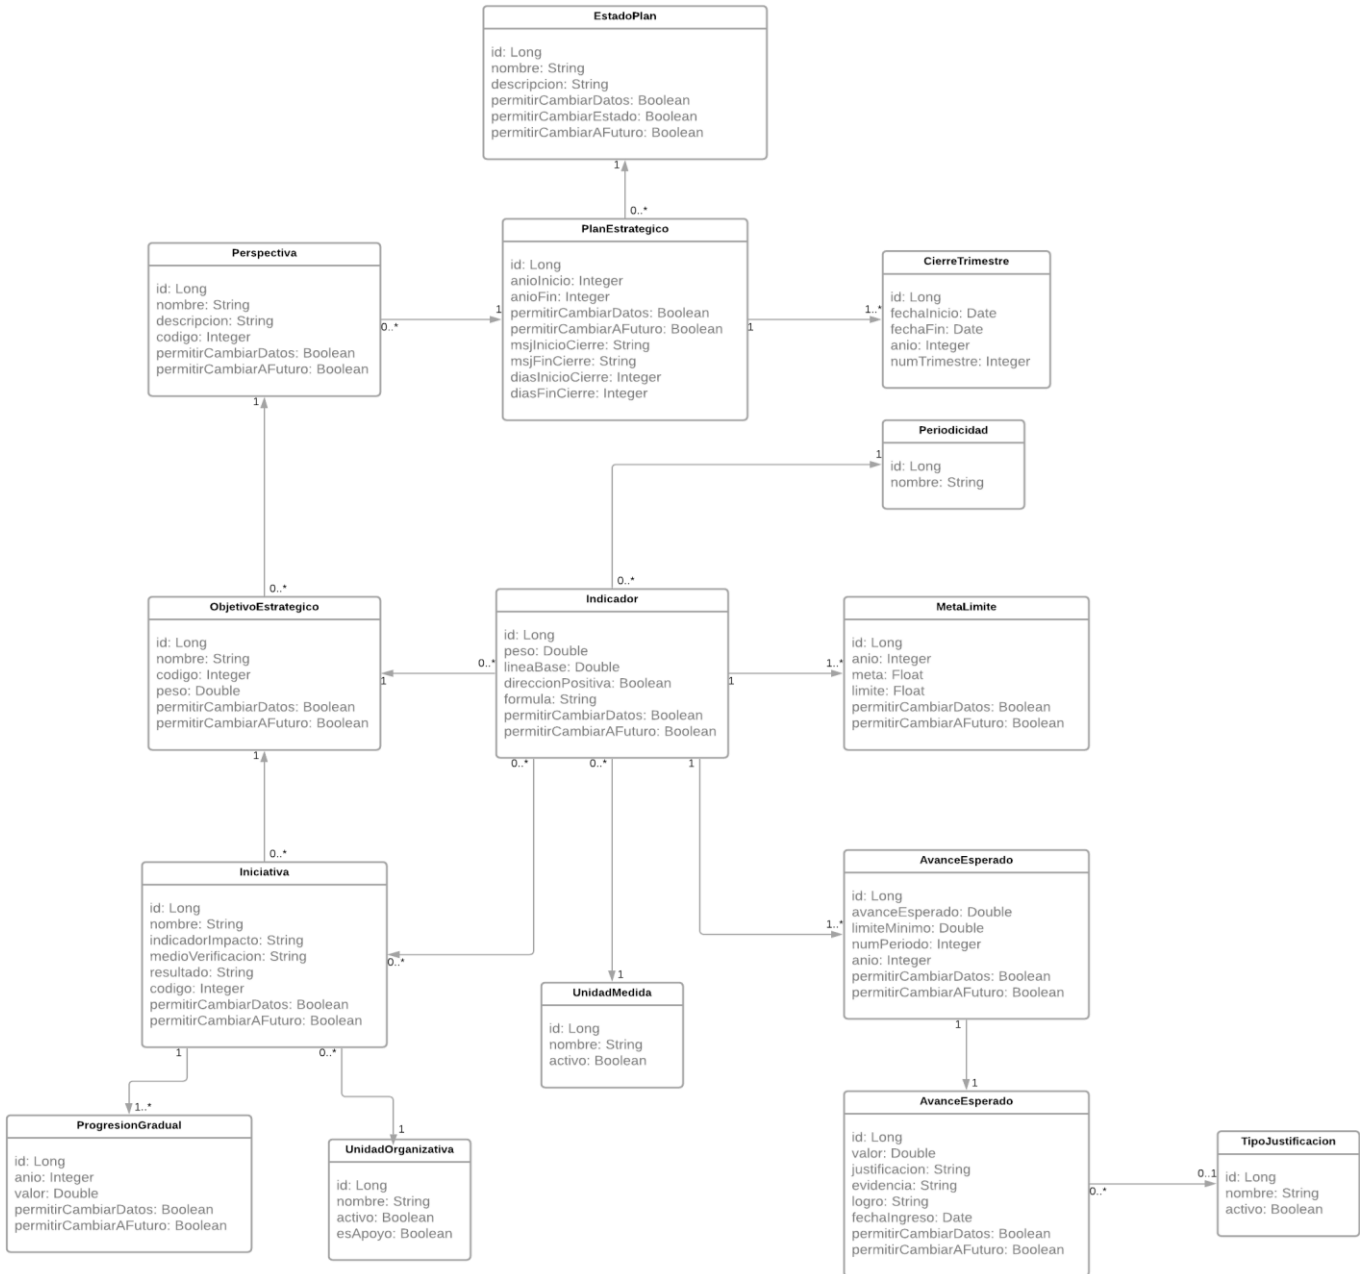 EstadoPlan
id: Long
nombre: String
descripcion: String
permitirCambiarDatos: Boolean
permitirCambiarEstado: Boolean
permitirCambiarAFuturo: Boolean
1
0..*
PlanEstrategico
id: Long
anioInicio: Integer
anioFin: Integer
permitirCambiarDatos: Boolean
permitirCambiarAFuturo: Boolean
msjInicioCierre: String
msjFinCierre: String
diasInicioCierre: Integer
diasFinCierre: Integer
Perspectiva
id: Long
nombre: String
descripcion: String
codigo: Integer
permitirCambiarDatos: Boolean
permitirCambiarAFuturo: Boolean
0..*
1
1
1..*
CierreTrimestre
id: Long
fechaInicio: Date
fechaFin: Date
anio: Integer
numTrimestre: Integer
Periodicidad
id: Long
nombre: String
1
0..*
1
0..*
ObjetivoEstrategico
id: Long
nombre: String
codigo: Integer
peso: Double
permitirCambiarDatos: Boolean
permitirCambiarAFuturo: Boolean
0..*
1
Indicador
id: Long
peso: Double
lineaBase: Double
direccionPositiva: Boolean
formula: String
permitirCambiarDatos: Boolean
permitirCambiarAFuturo: Boolean
1
1..*
MetaLimite
id: Long
anio: Integer
meta: Float
limite: Float
permitirCambiarDatos: Boolean
permitirCambiarAFuturo: Boolean
1
0..*
0..*
0..*
1
Iniciativa
id: Long
nombre: String
indicadorImpacto: String
medioVerificacion: String
resultado: String
codigo: Integer
permitirCambiarDatos: Boolean
permitirCambiarAFuturo: Boolean
0..*
1
UnidadMedida
id: Long
nombre: String
activo: Boolean
1..*
AvanceEsperado
id: Long
avanceEsperado: Double
limiteMinimo: Double
numPeriodo: Integer
anio: Integer
permitirCambiarDatos: Boolean
permitirCambiarAFuturo: Boolean
1
1
1
0..*
1..*
ProgresionGradual
id: Long
anio: Integer
valor: Double
permitirCambiarDatos: Boolean
permitirCambiarAFuturo: Boolean
1
UnidadOrganizativa
id: Long
nombre: String
activo: Boolean
esApoyo: Boolean
AvanceEsperado
id: Long
valor: Double
justificacion: String
evidencia: String
logro: String
fechaIngreso: Date
permitirCambiarDatos: Boolean
permitirCambiarAFuturo: Boolean
0..*
0..1
TipoJustificacion
id: Long
nombre: String
activo: Boolean